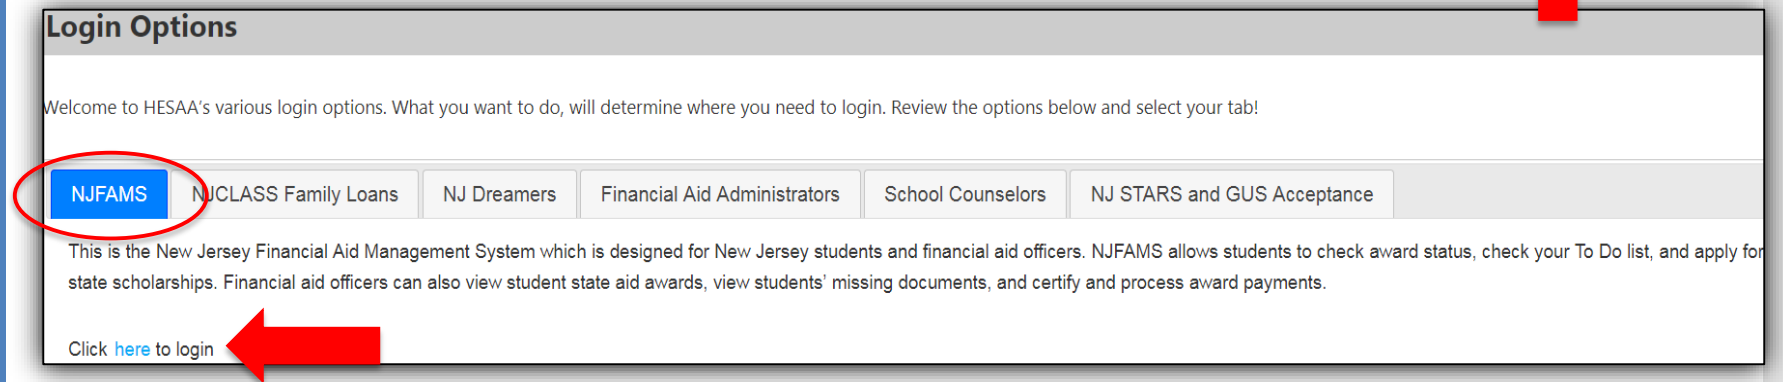 Login Options
Welcome to HESAA's various login options. What you want to do, will determine where you need to login. Review the options below and select your tab!
NJFAMS NJCLASS Family Loans NJ Dreamers Financial Aid Administrators School Counselors NJ STARS and GUS Acceptance
This is the New Jersey Financial Aid Management System which is designed for New Jersey students and financial aid officers. NJFAMS allows students to check award status, check your To Do list, and apply for
state scholarships. Financial aid officers can also view student state aid awards, view students’ missing documents, and certify and process award payments.
Click here to login